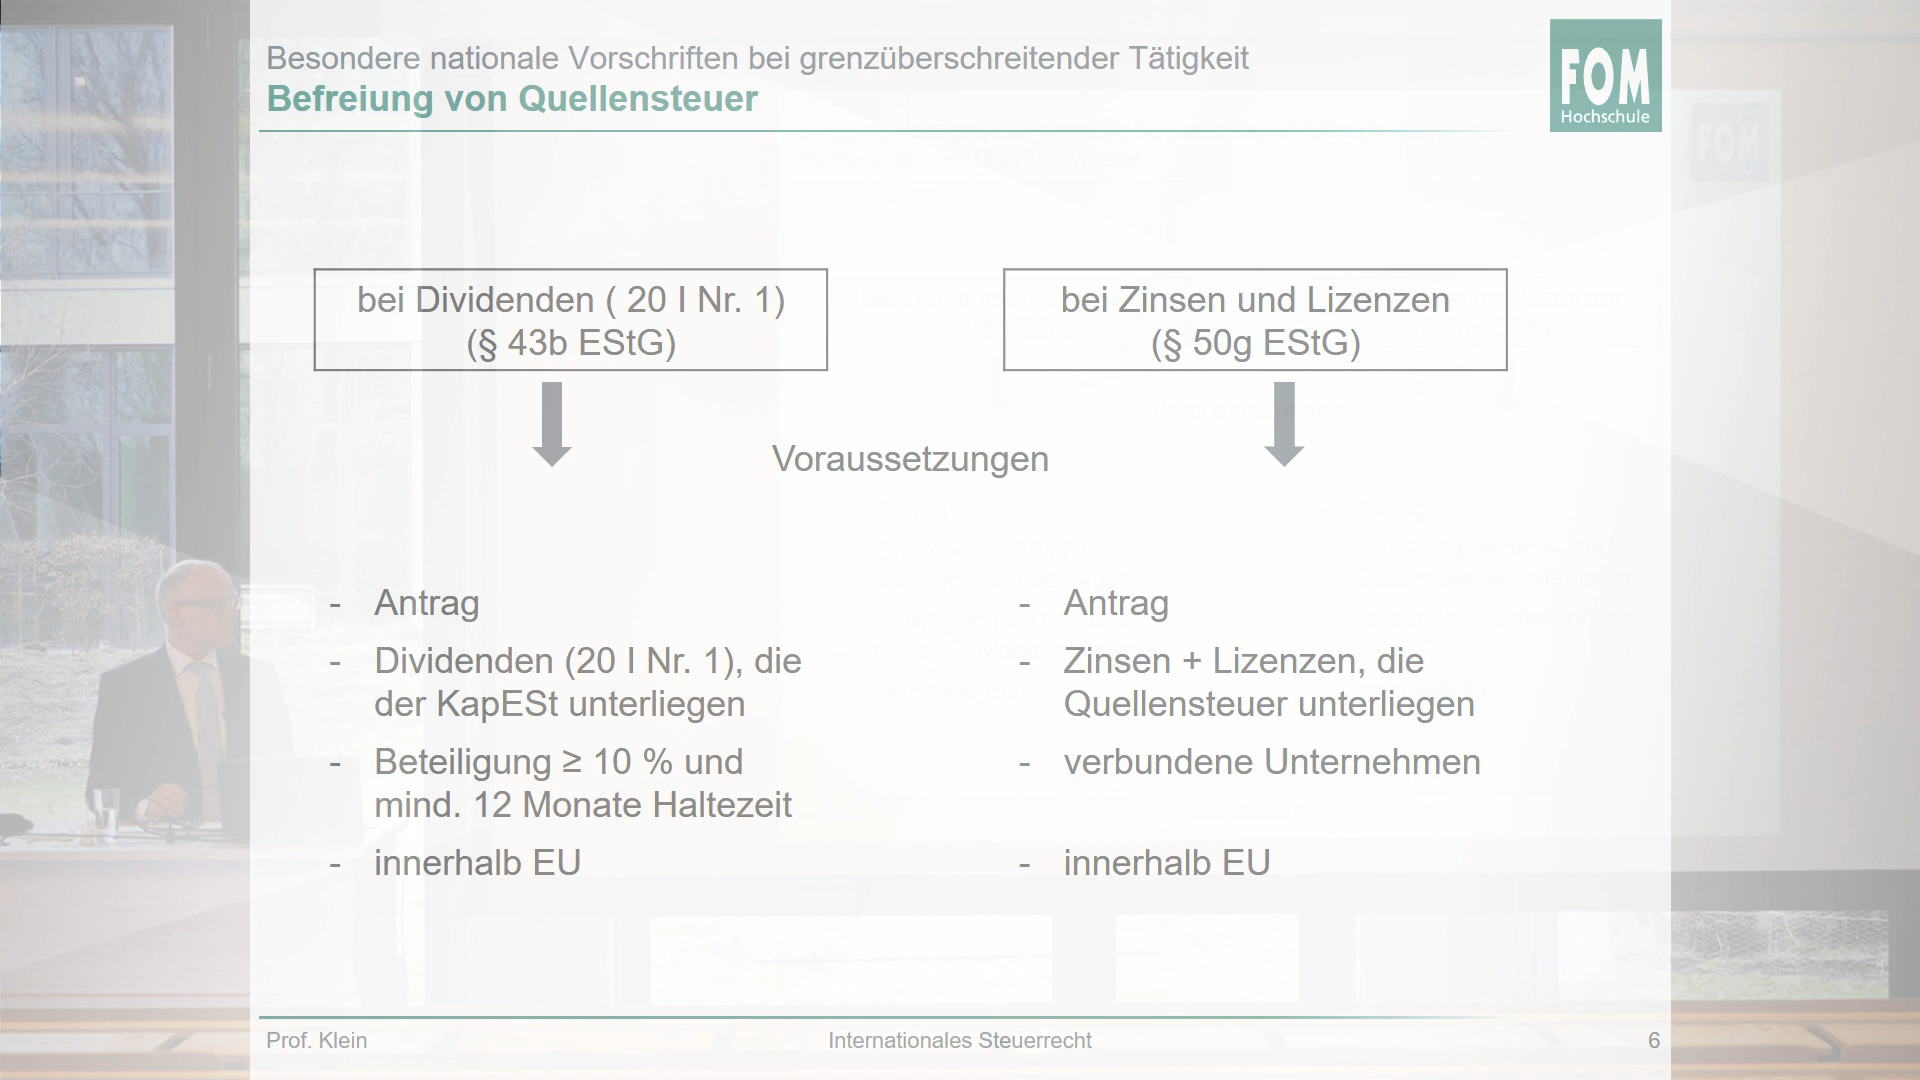 Besondere nationale Vorschriften bei grenzüberschreitender Tätigkeit
Befreiung von Quellensteuer
FOM
Hochschule
bei Dividenden ( 20 I Nr. 1)
(§ 43b EStG)
bei Zinsen und Lizenzen
(§ 50g EStG)
Voraussetzungen
- Antrag
- Dividenden (20 I Nr. 1), die
der KapESt unterliegen
- Beteiligung ≥ 10 % und
mind. 12 Monate Haltezeit
- innerhalb EU
- Antrag
- Zinsen + Lizenzen, die
Quellensteuer unterliegen
- verbundene Unternehmen
- innerhalb EU
Prof. Klein
Internationales Steuerrecht
6